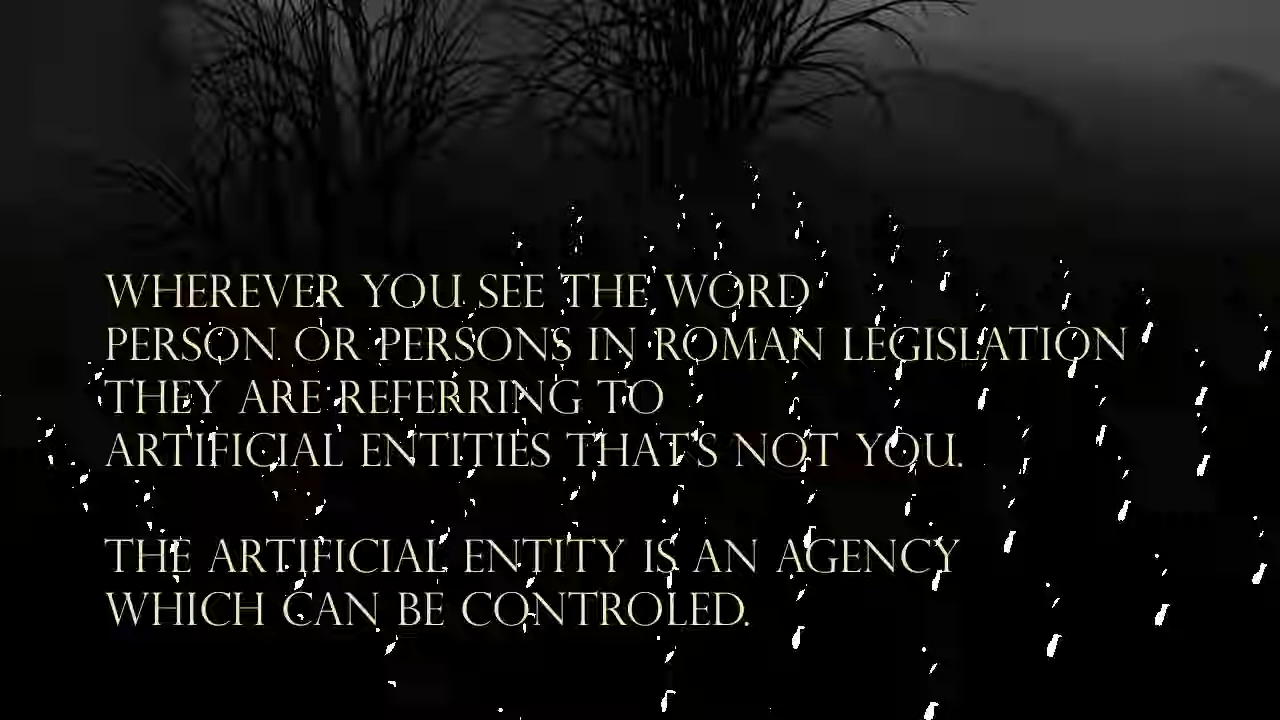 WHEREVER YOU SEE THE WORD
PERSON OR PERSONS IN ROMAN LEGISLATION
THEY ARE REFERRING TO
ARTIFICIAL ENTITIES THAT'S NOT YOU.
THE ARTIFICIAL ENTITY IS AN AGENCY
WHICH CAN BE CONTROLED.